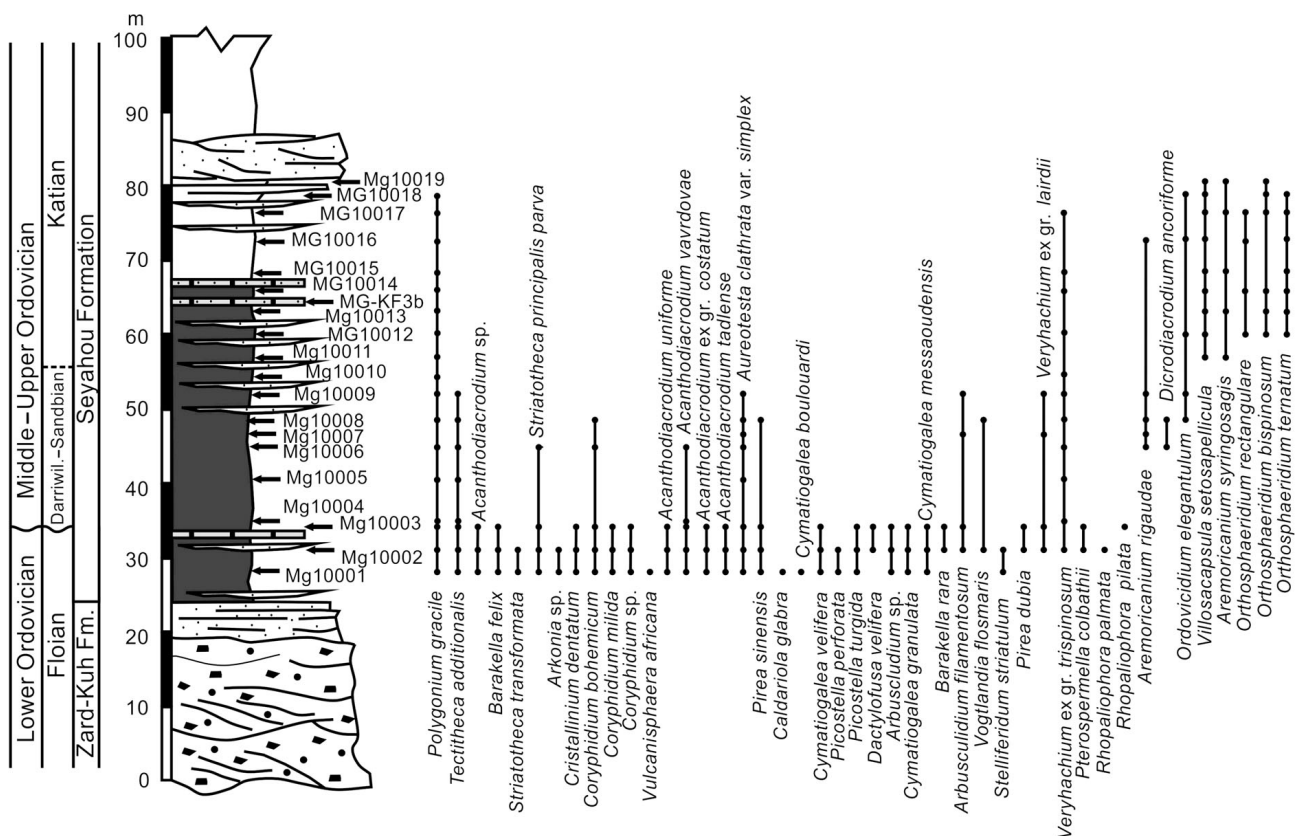 m
100
90
80
70
60
50
40
30
20
10
0
Lower Ordovician
Middle–Upper Ordovician
Floian
Darriwil.–Sandbian
Katian
Zard-Kuh Fm.
Seyahou Formation
Mg10019
MG10018
MG10017
MG10016
MG10015
MG10014
MG-KF3b
Mg10013
MG10012
Mg10011
Mg10010
Mg10009
Mg10008
Mg10007
Mg10006
Mg10005
Mg10004
Mg10003
Mg10002
Mg10001
Polygonium gracile
Tectitheca additionalis
Acanthodiacrodium sp.
Barakella felix
Striatotheca transformata
Striatotheca principalis parva
Arkonia sp.
Cristallinium dentatum
Coryphidium bohemicum
Coryphidium milida
Coryphidium sp.
Vulcanisphaera africana
Acanthodiacrodium uniforme
Acanthodiacrodium vavrdovae
Acanthodiacrodium ex gr. costatum
Acanthodiacrodium tadlense
Aureotesta clathrata var. simplex
Pirea sinensis
Caldariola glabra
Cymatiogalea boulouardi
Cymatiogalea velifera
Picostella perforata
Picostella turgida
Dactylofusa velifera
Arbuscludium sp.
Cymatiogalea granulata
Cymatiogalea messaoudensis
Barakella rara
Arbusculidium filamentosum
Vogtlandia flosmaris
Stelliferidum striatulum
Pirea dubia
Veryhachium ex gr. lairdii
Veryhachium ex gr. trispinosum
Pterospermella colbathii
Rhopaliophora palmata
Rhopaliophora pilata
Aremoricanium rigaudae
Dicrodiacrodium ancoriforme
Ordovicidium elegantulum
Villosacapsula setosapellicula
Aremoricanium syringosagis
Orthosphaeridium rectangulare
Orthosphaeridium bispinosum
Orthosphaeridium ternatum